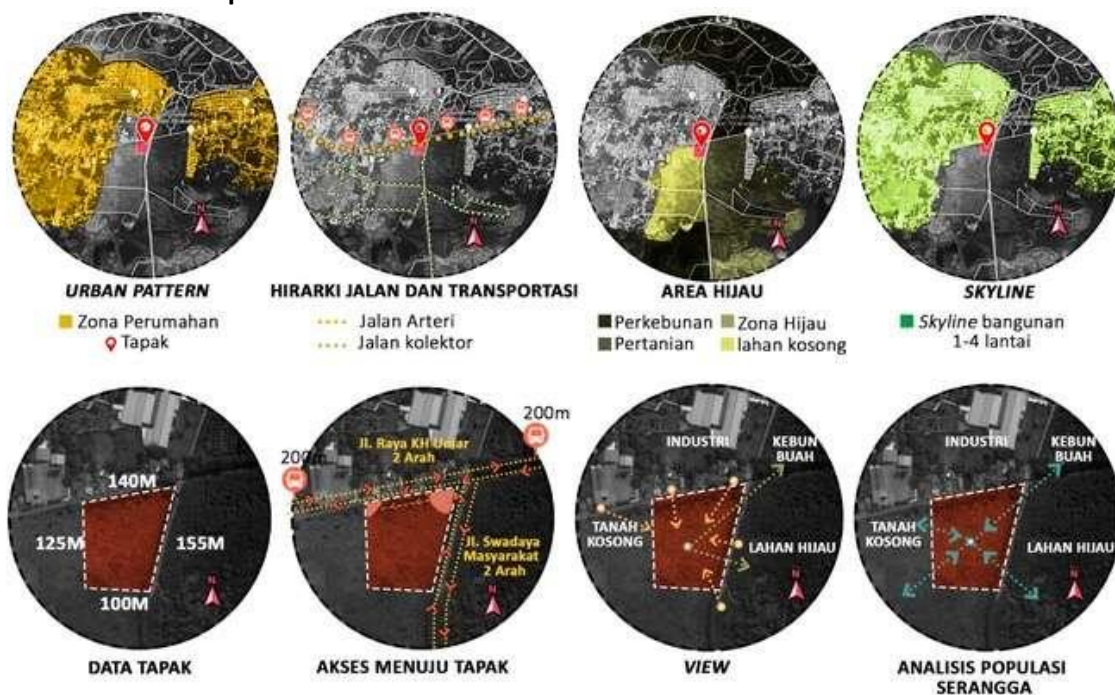 N
N
N
N
URBAN PATTERN
Zona Perumahan
Tapak
HIRARKI JALAN DAN TRANSPORTASI
Jalan Arteri
Jalan kolektor
AREA HIJAU
Perkebunan
Zona Hijau
Pertanian
lahan kosong
SKYLINE
Skyline bangunan
1-4 lantai
140M
125M
155M
100M
N
DATA TAPAK
200m
200m
Jl. Raya KH Umar
2 Arah
Jl. Swadaya
Masyarakat
2 Arah
N
AKSES MENUJU TAPAK
INDUSTRI
KEBUN
BUAH
TANAH
KOSONG
LAHAN HIJAU
N
VIEW
INDUSTRI
KEBUN
BUAH
TANAH
KOSONG
LAHAN HIJAU
N
ANALISIS POPULASI
SERANGGA